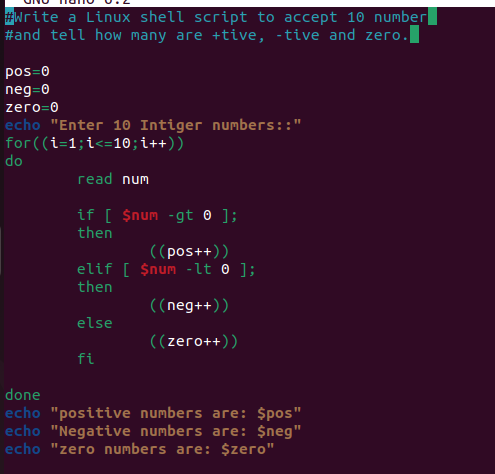 GNU nano 6.2
#Write a Linux shell script to accept 10 number
#and tell how many are +tive, -tive and zero.
pos=0
neg=0
zero=0
echo "Enter 10 Intiger numbers::"
for((i=1;i<=10;i++))
do
read num
if [ $num -gt 0 ];
then
((pos++))
elif [ $num -lt 0 ];
then
((neg++))
else
((zero++))
fi
done
echo "positive numbers are: $pos"
echo "Negative numbers are: $neg"
echo "zero numbers are: $zero"